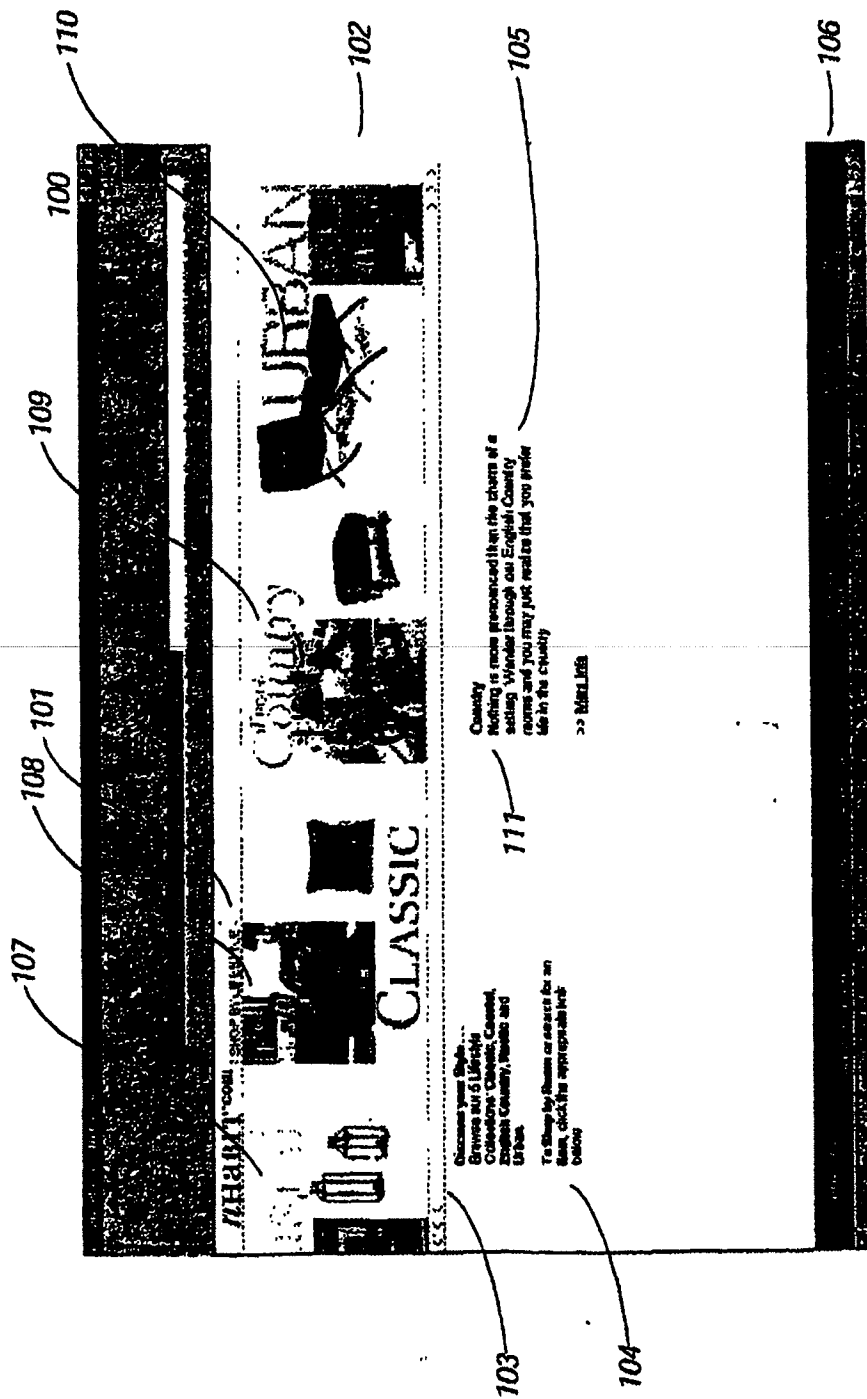 100
110
109
101
108
107
102
nHabit.com
SHOP BY LIFESTYLE
Country
URBAN
CLASSIC
< < <
> > >
103
Discover your Style...
Browse our 5 Lifestyle
Collections: Classic, Coastal,
English Country, Rustic and
Urban.
To Shop by Room or search for an
item, click the appropriate link
below
104
Country
Nothing is more pronounced than the charm of a
setting. Wander through our English Country
rooms and you may just realize that you prefer
life in the country
>> More Info
105
111
106